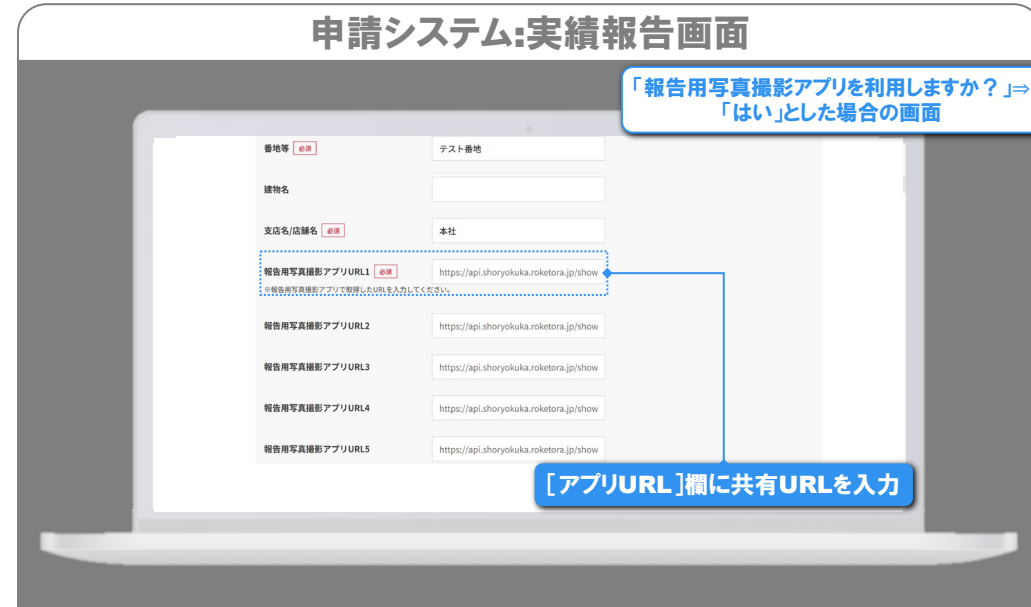 申請システム:実績報告画面
「報告用写真撮影アプリを利用しますか？」⇒
「はい」とした場合の画面
番地等 必須 テスト番地
建物名
支店名/店舗名 必須 本社
報告用写真撮影アプリURL1 必須 https://api.shoryokuka.roketora.jp/show
※報告用写真撮影アプリで取得したURLを入力してください。
報告用写真撮影アプリURL2 https://api.shoryokuka.roketora.jp/show
報告用写真撮影アプリURL3 https://api.shoryokuka.roketora.jp/show
報告用写真撮影アプリURL4 https://api.shoryokuka.roketora.jp/show
報告用写真撮影アプリURL5 https://api.shoryokuka.roketora.jp/show
[アプリURL]欄に共有URLを入力